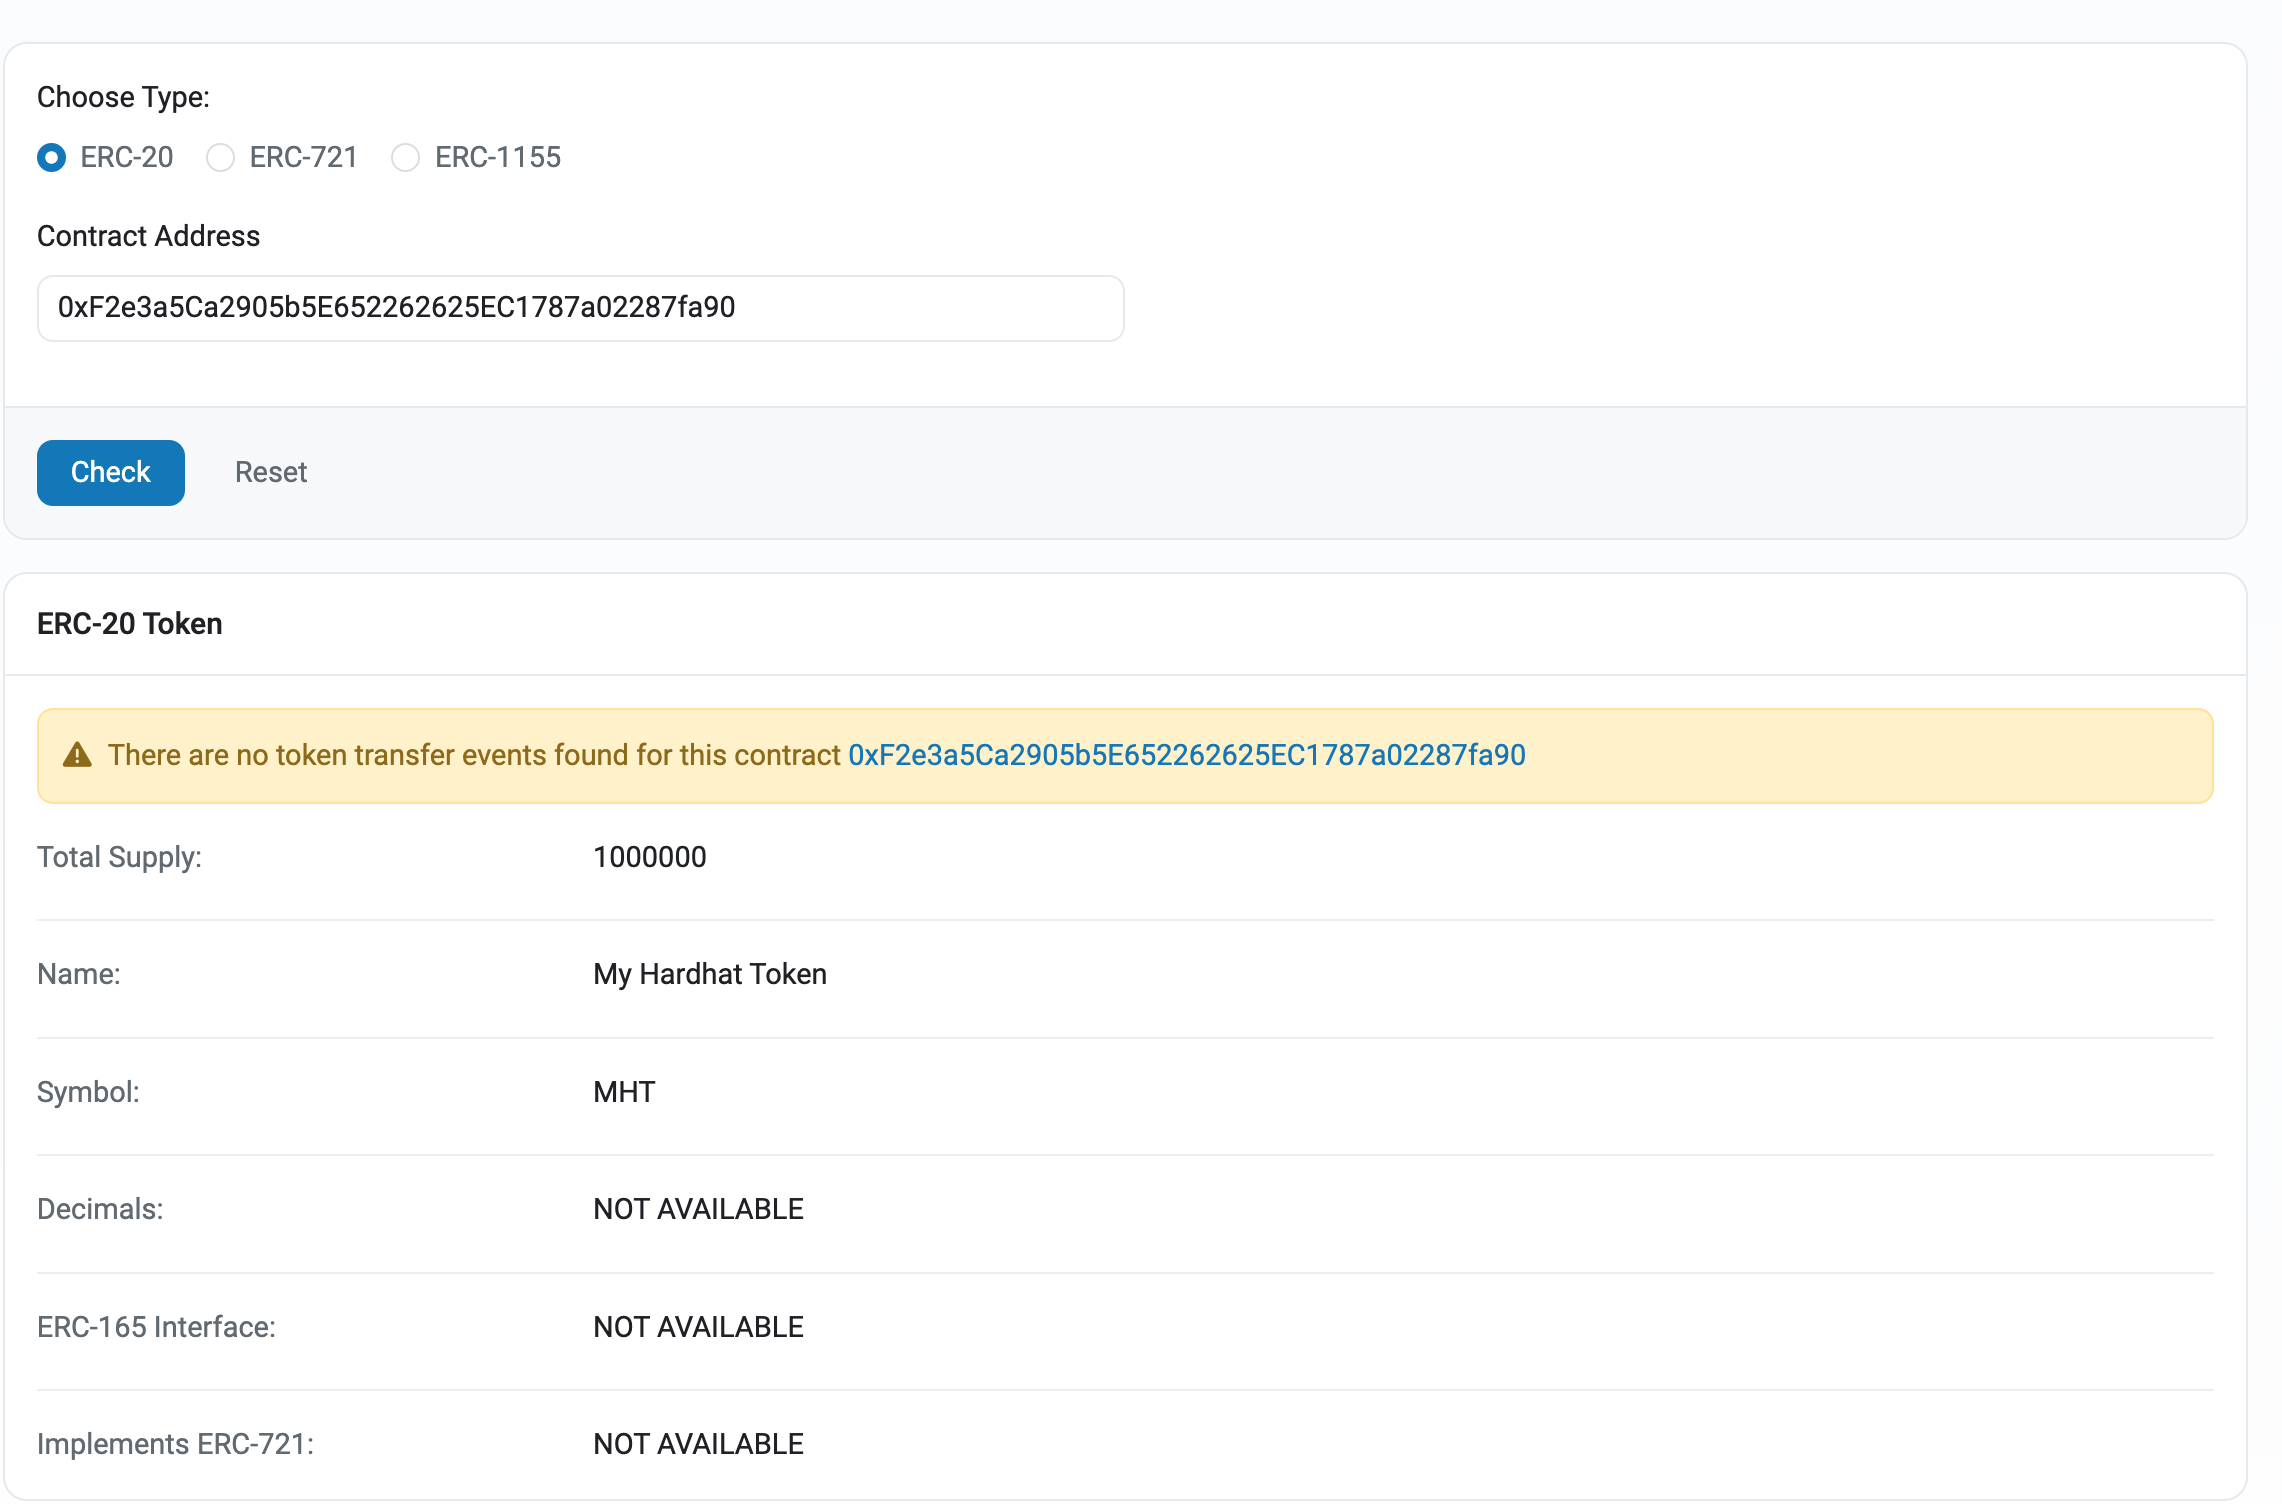 Choose Type:
ERC-20 ERC-721 ERC-1155
Contract Address
0xF2e3a5Ca2905b5E652262625EC1787a02287fa90
Check Reset
ERC-20 Token
There are no token transfer events found for this contract 0xF2e3a5Ca2905b5E652262625EC1787a02287fa90
Total Supply: 1000000
Name: My Hardhat Token
Symbol: MHT
Decimals: NOT AVAILABLE
ERC-165 Interface: NOT AVAILABLE
Implements ERC-721: NOT AVAILABLE